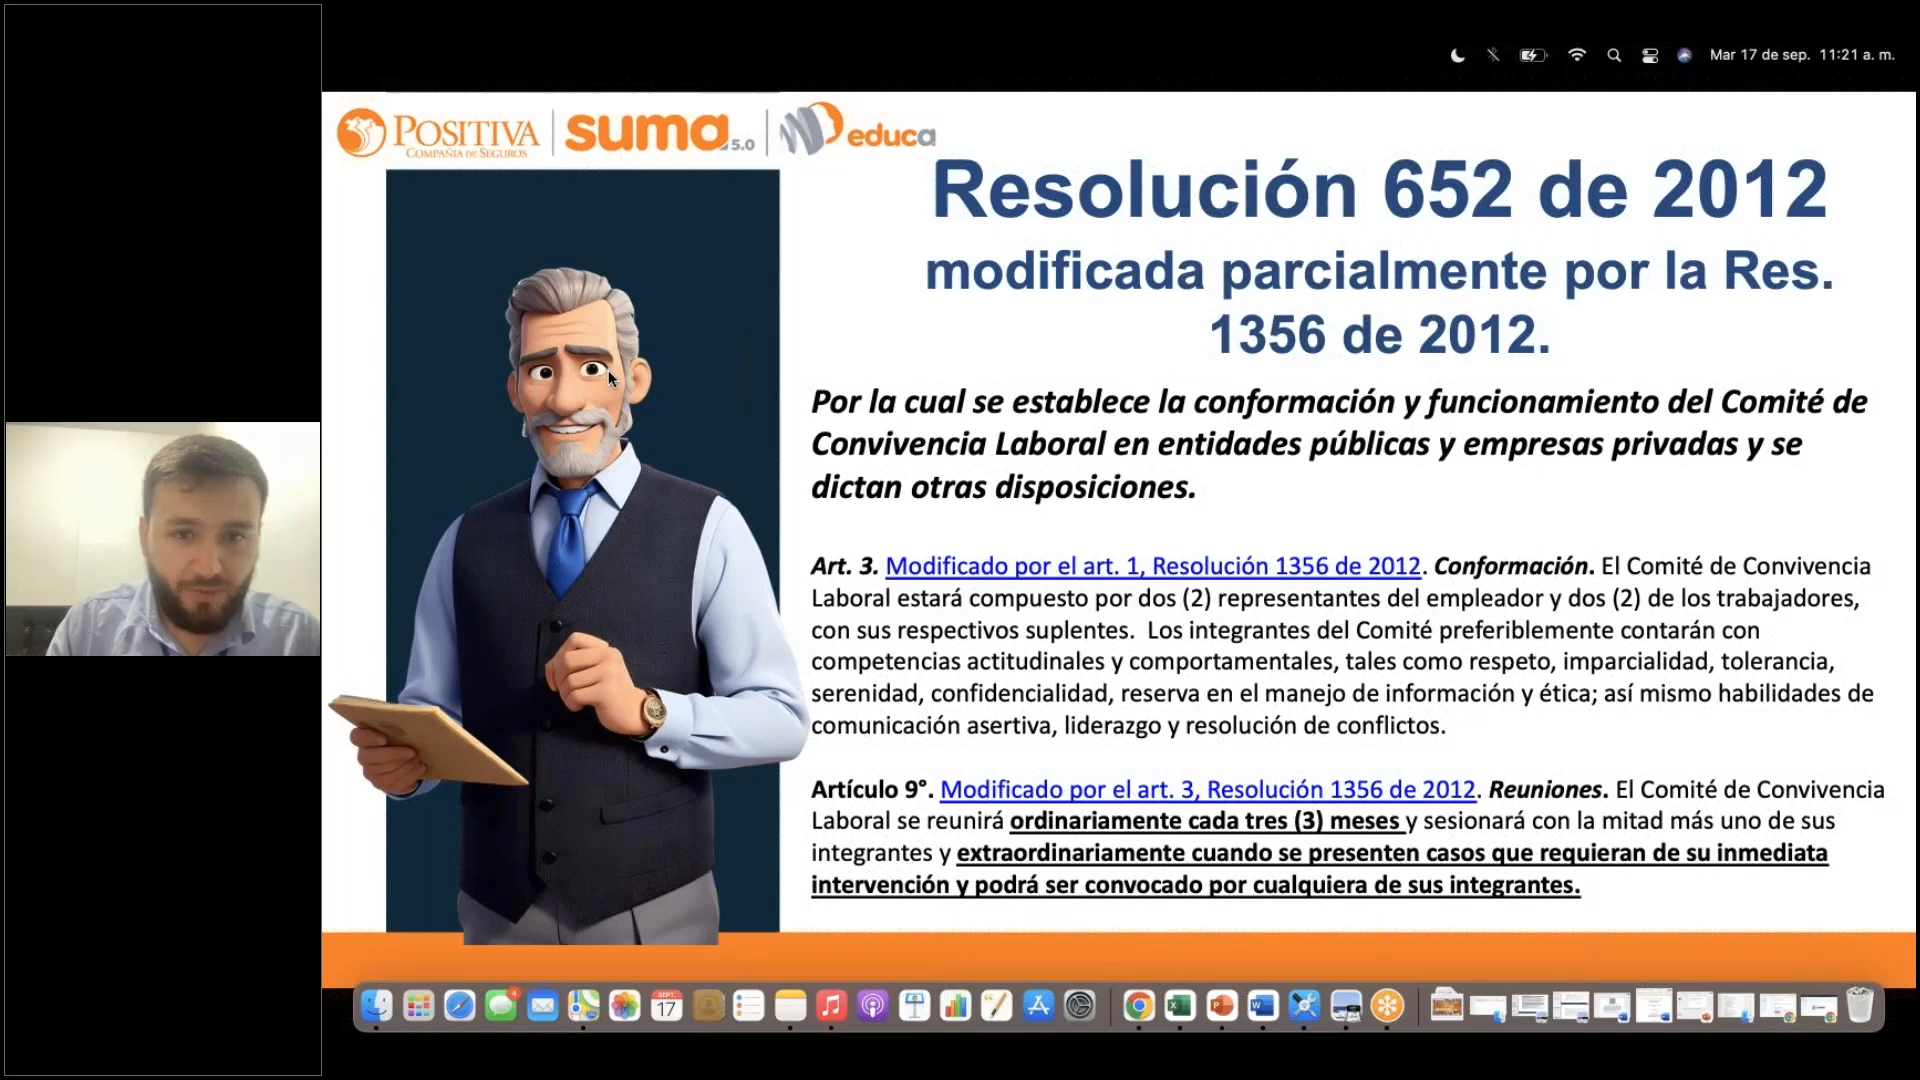 Mar 17 de sep. 11:21 a. m.
POSITIVA
COMPAÑÍA DE SEGUROS
suma 5.0
educa
Resolución 652 de 2012
modificada parcialmente por la Res.
1356 de 2012.
Por la cual se establece la conformación y funcionamiento del Comité de
Convivencia Laboral en entidades públicas y empresas privadas y se
dictan otras disposiciones.
Art. 3. Modificado por el art. 1, Resolución 1356 de 2012. Conformación. El Comité de Convivencia
Laboral estará compuesto por dos (2) representantes del empleador y dos (2) de los trabajadores,
con sus respectivos suplentes. Los integrantes del Comité preferiblemente contarán con
competencias actitudinales y comportamentales, tales como respeto, imparcialidad, tolerancia,
serenidad, confidencialidad, reserva en el manejo de información y ética; así mismo habilidades de
comunicación asertiva, liderazgo y resolución de conflictos.
Artículo 9°. Modificado por el art. 3, Resolución 1356 de 2012. Reuniones. El Comité de Convivencia
Laboral se reunirá ordinariamente cada tres (3) meses y sesionará con la mitad más uno de sus
integrantes y extraordinariamente cuando se presenten casos que requieran de su inmediata
intervención y podrá ser convocado por cualquiera de sus integrantes.
4
SEPT.
17